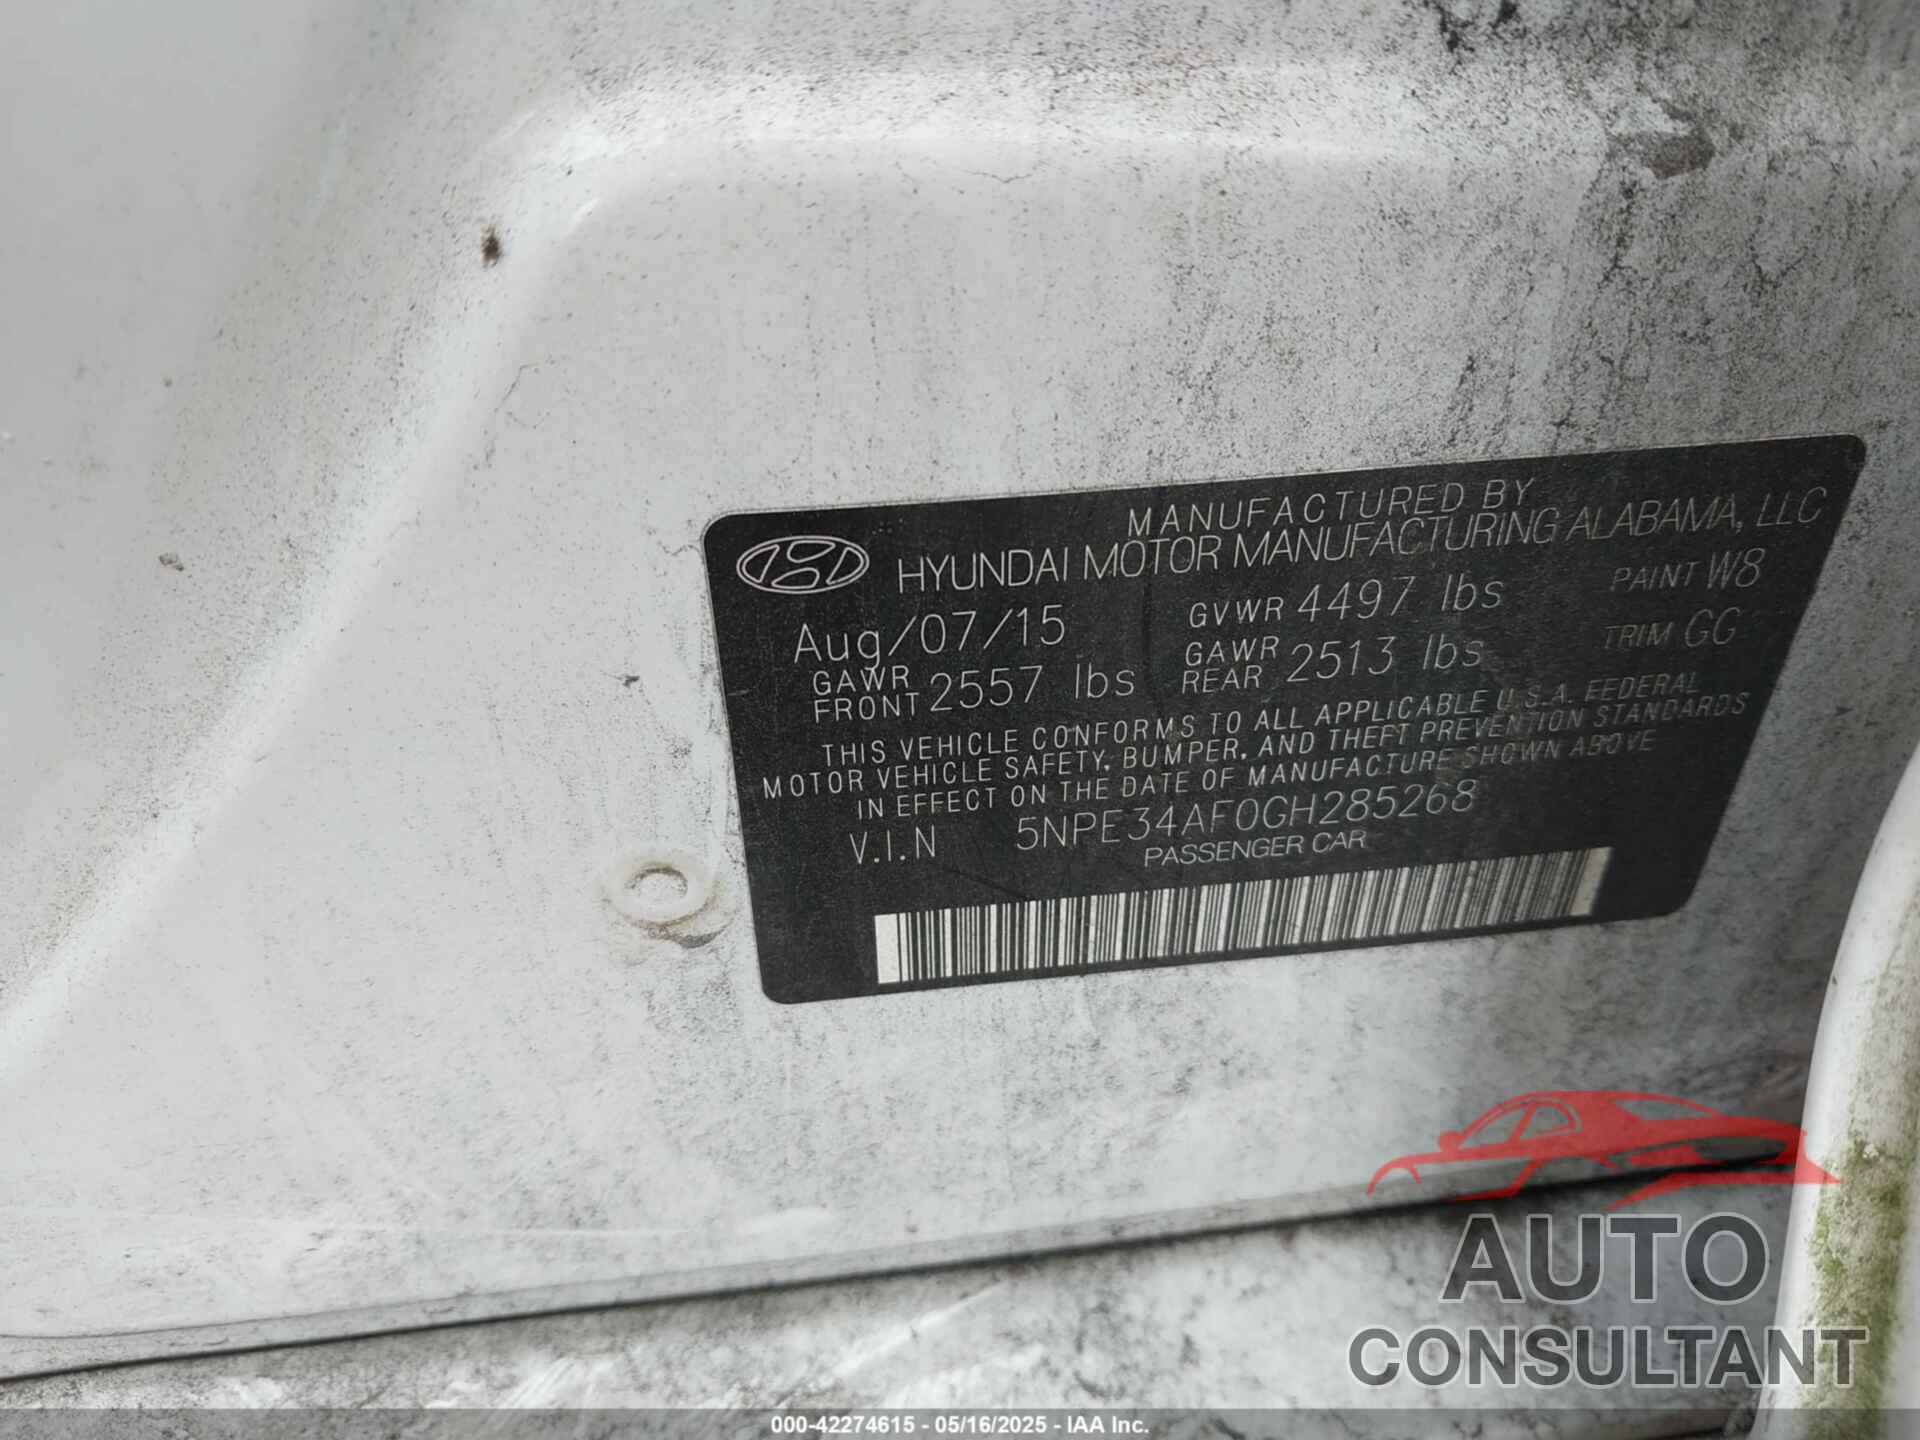 MANUFACTURED BY
HYUNDAI MOTOR MANUFACTURING ALABAMA, LLC
Aug/07/15 GVWR 4497 lbs PAINT W8
GAWR FRONT 2557 lbs GAWR REAR 2513 lbs TRIM GG
THIS VEHICLE CONFORMS TO ALL APPLICABLE U.S.A. FEDERAL
MOTOR VEHICLE SAFETY, BUMPER, AND THEFT PREVENTION STANDARDS
IN EFFECT ON THE DATE OF MANUFACTURE SHOWN ABOVE
V.I.N 5NPE34AF0GH285268
PASSENGER CAR
AUTO
CONSULTANT
000-42274615 - 05/16/2025 - IAA Inc.